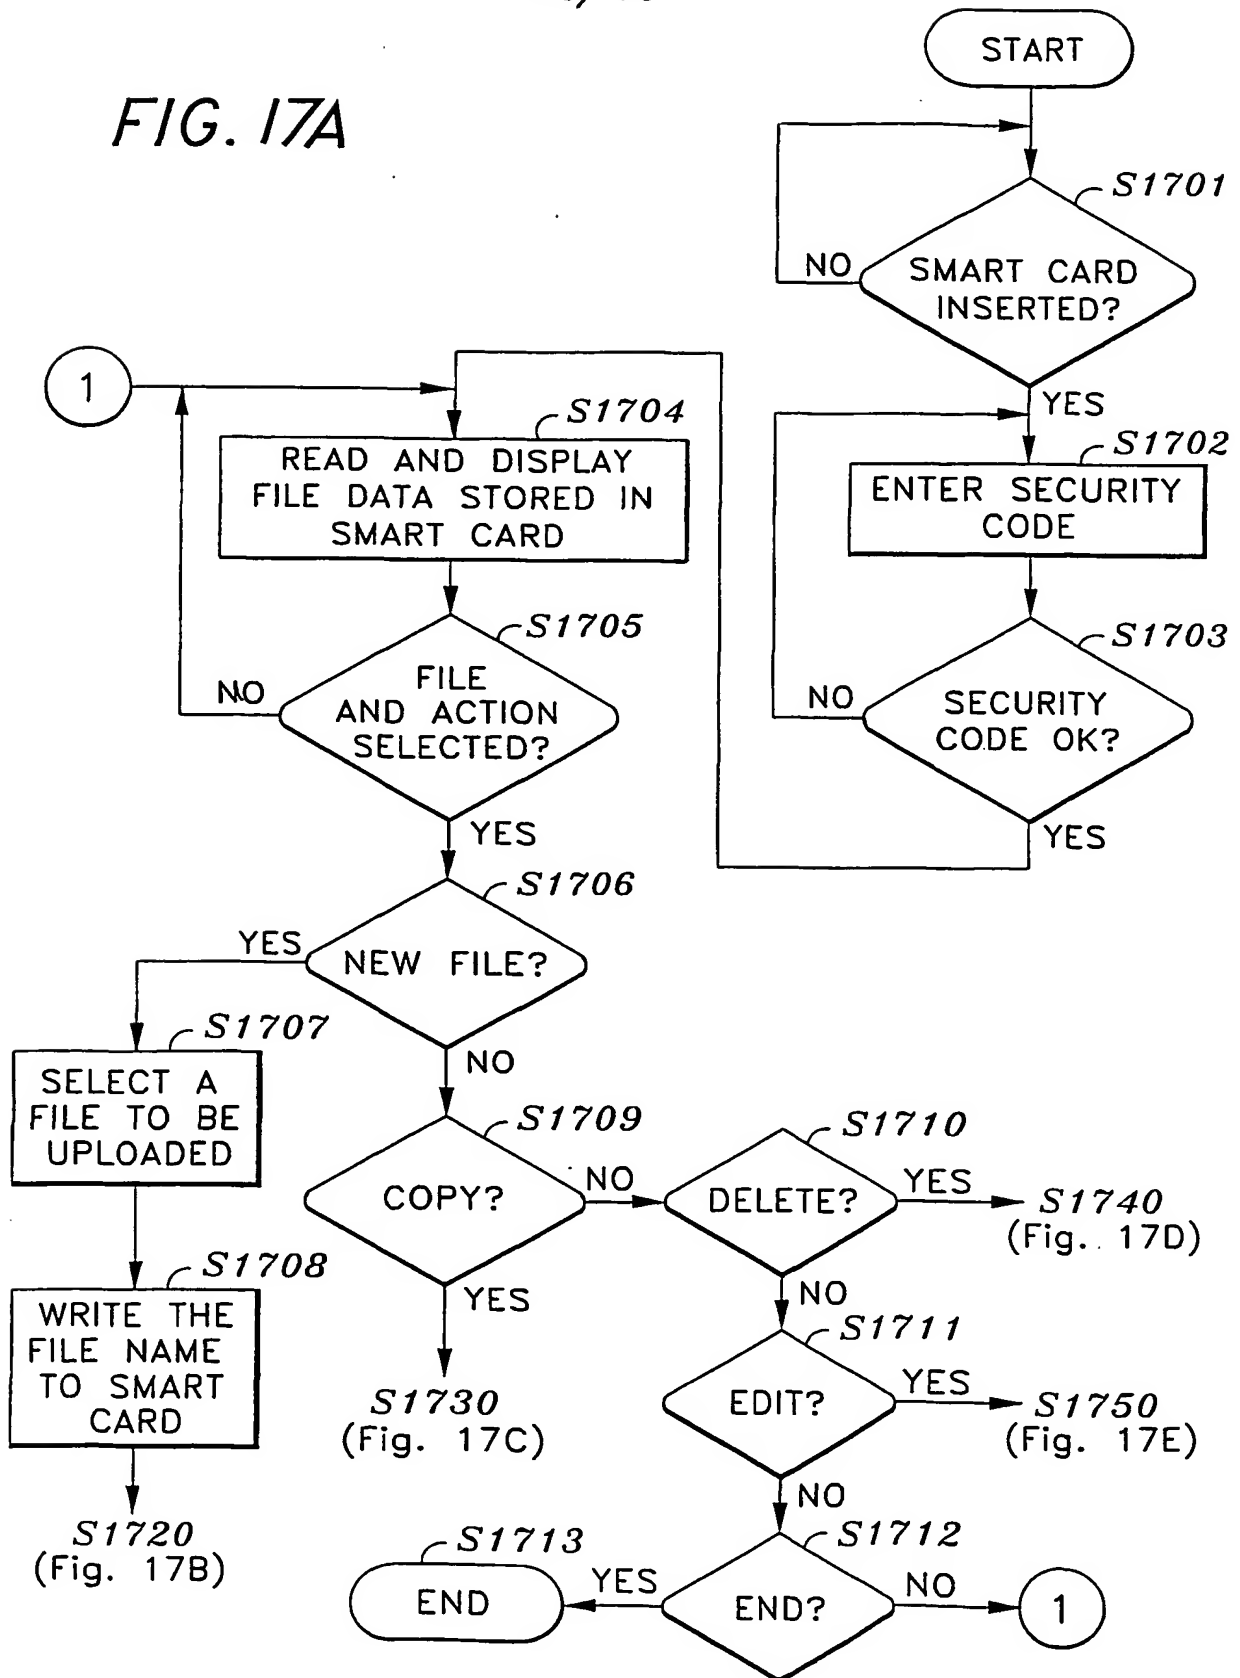 FIG. 17A
START
S1701
NO
SMART CARD
INSERTED?
YES
S1702
ENTER SECURITY
CODE
S1703
NO
SECURITY
CODE OK?
YES
1
S1704
READ AND DISPLAY
FILE DATA STORED IN
SMART CARD
S1705
NO
FILE
AND ACTION
SELECTED?
YES
S1706
YES
NEW FILE?
NO
S1707
SELECT A
FILE TO BE
UPLOADED
S1708
WRITE THE
FILE NAME
TO SMART
CARD
S1720
(Fig. 17B)
S1709
COPY?
NO
YES
S1730
(Fig. 17C)
S1710
DELETE?
YES
S1740
(Fig. 17D)
NO
S1711
EDIT?
YES
S1750
(Fig. 17E)
NO
S1712
END?
YES
S1713
END
NO
1